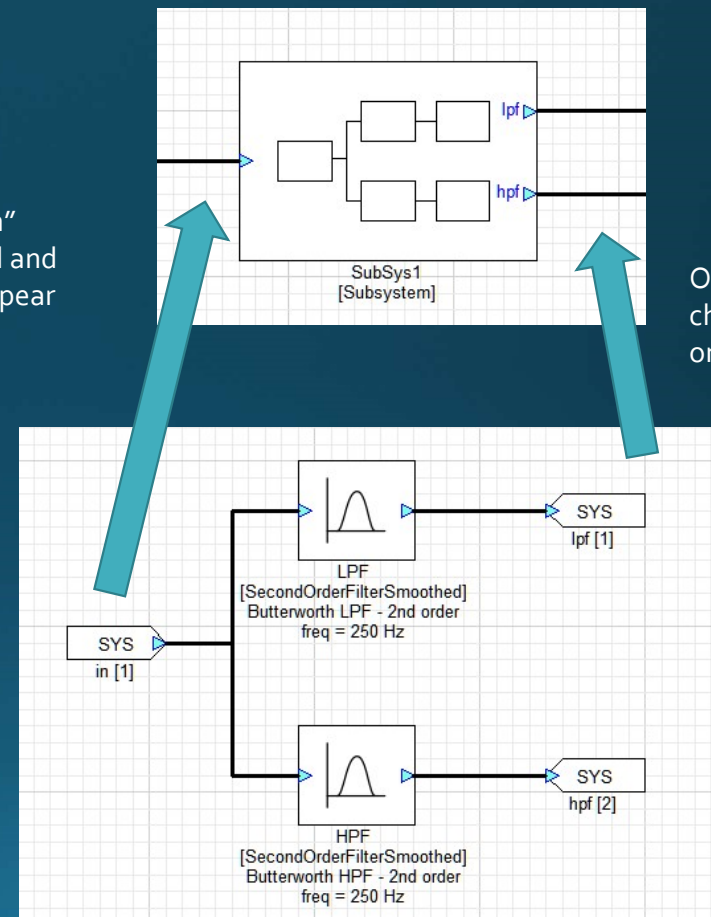 lpf
hpf
SubSys1
[Subsystem]
and
SYS
in [1]
LPF
[SecondOrderFilterSmoothed]
Butterworth LPF - 2nd order
freq = 250 Hz
SYS
lpf [1]
HPF
[SecondOrderFilterSmoothed]
Butterworth HPF - 2nd order
freq = 250 Hz
SYS
hpf [2]